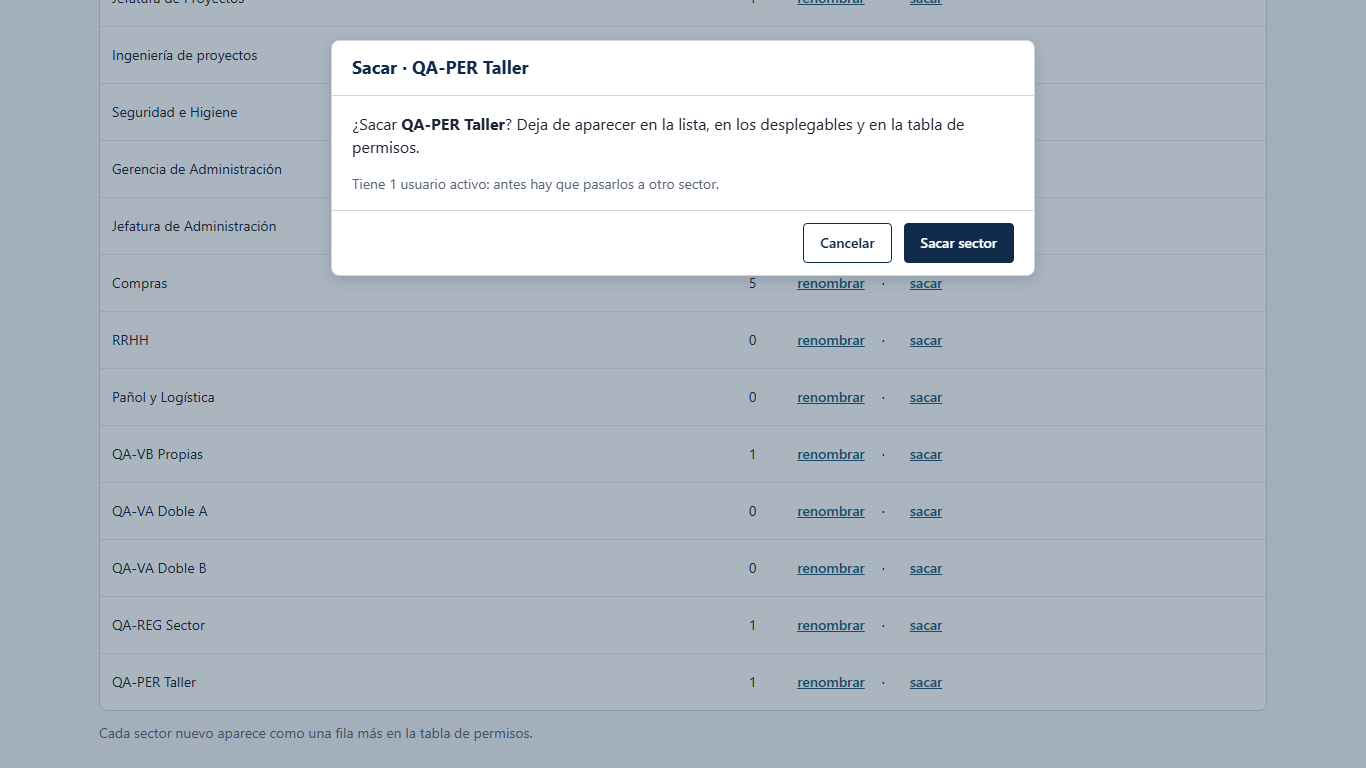 Jefatura de Proyectos renombrar sacar
Ingeniería de proyectos
Sacar · QA-PER Taller
Seguridad e Higiene
¿Sacar QA-PER Taller? Deja de aparecer en la lista, en los desplegables y en la tabla de
permisos.
Gerencia de Administración
Tiene 1 usuario activo: antes hay que pasarlos a otro sector.
Jefatura de Administración
Cancelar Sacar sector
Compras 5 renombrar · sacar
RRHH 0 renombrar · sacar
Pañol y Logística 0 renombrar · sacar
QA-VB Propias 1 renombrar · sacar
QA-VA Doble A 0 renombrar · sacar
QA-VA Doble B 0 renombrar · sacar
QA-REG Sector 1 renombrar · sacar
QA-PER Taller 1 renombrar · sacar
Cada sector nuevo aparece como una fila más en la tabla de permisos.